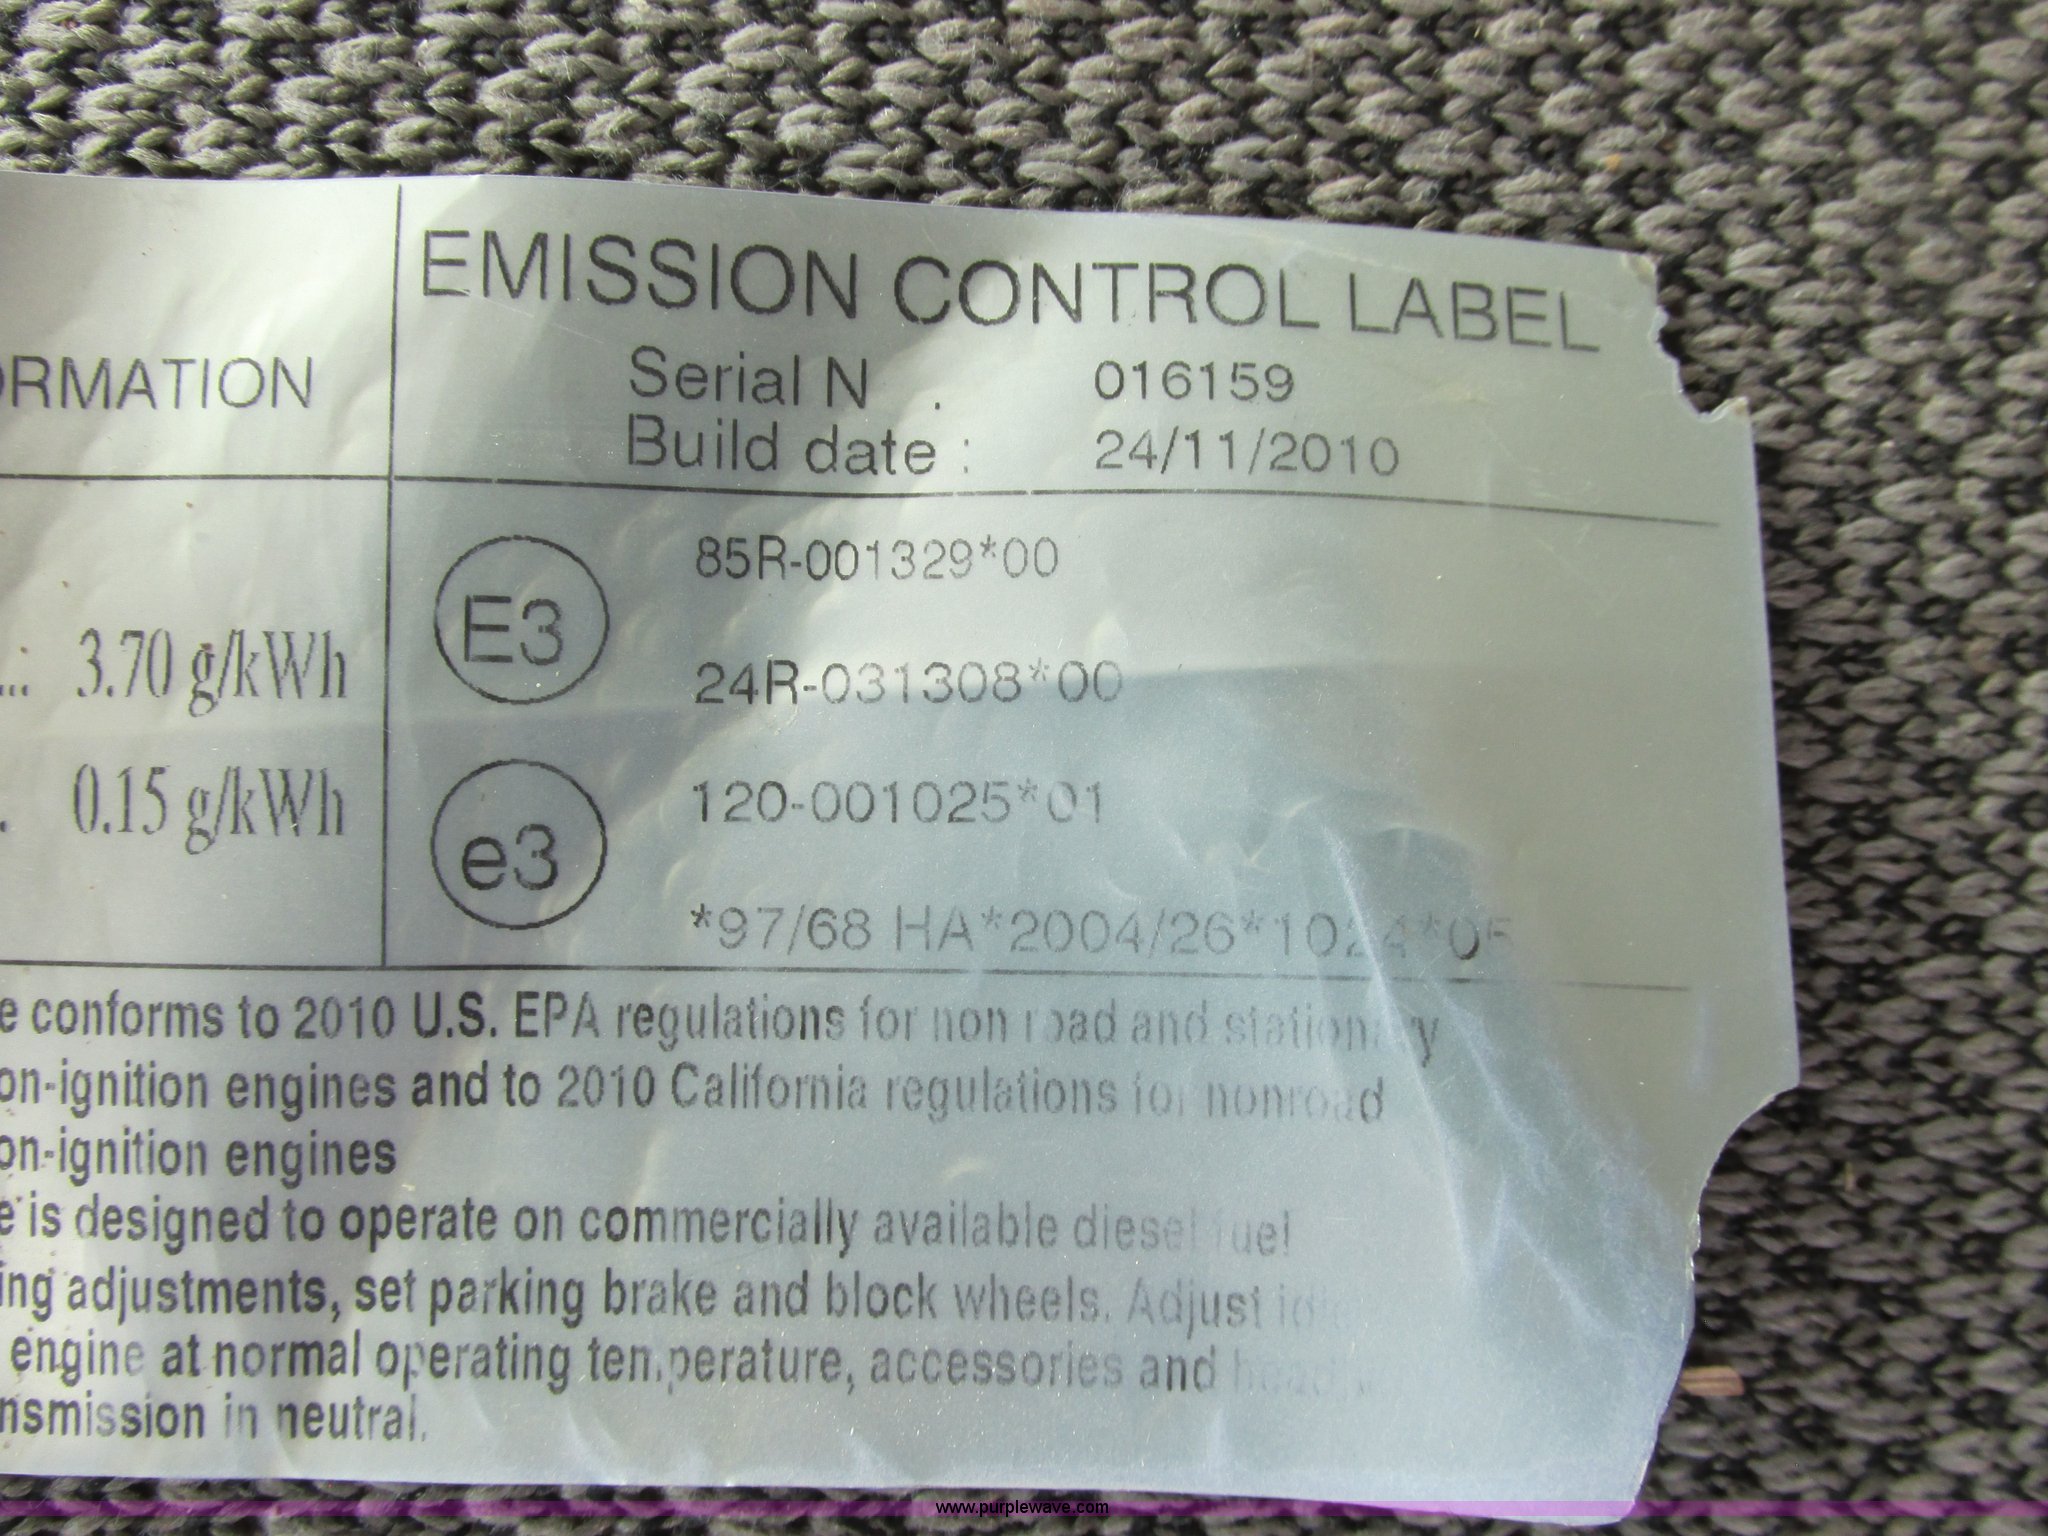 EMISSION CONTROL LABEL
Serial N . 016159
ORMATION
Build date : 24/11/2010
85R-001329*00
E3
... 3.70 g/kWh
24R-031308*00
. 0.15 g/kWh
120-001025*01
e3
*97/68 HA*2004/26*1024*05
e conforms to 2010 U.S. EPA regulations for non road and stationary
on-ignition engines and to 2010 California regulations for nonroad
on-ignition engines
e is designed to operate on commercially available diesel fuel
ing adjustments, set parking brake and block wheels. Adjust
engine at normal operating temperature, accessories and
nsmission in neutral.
www.purplewave.com